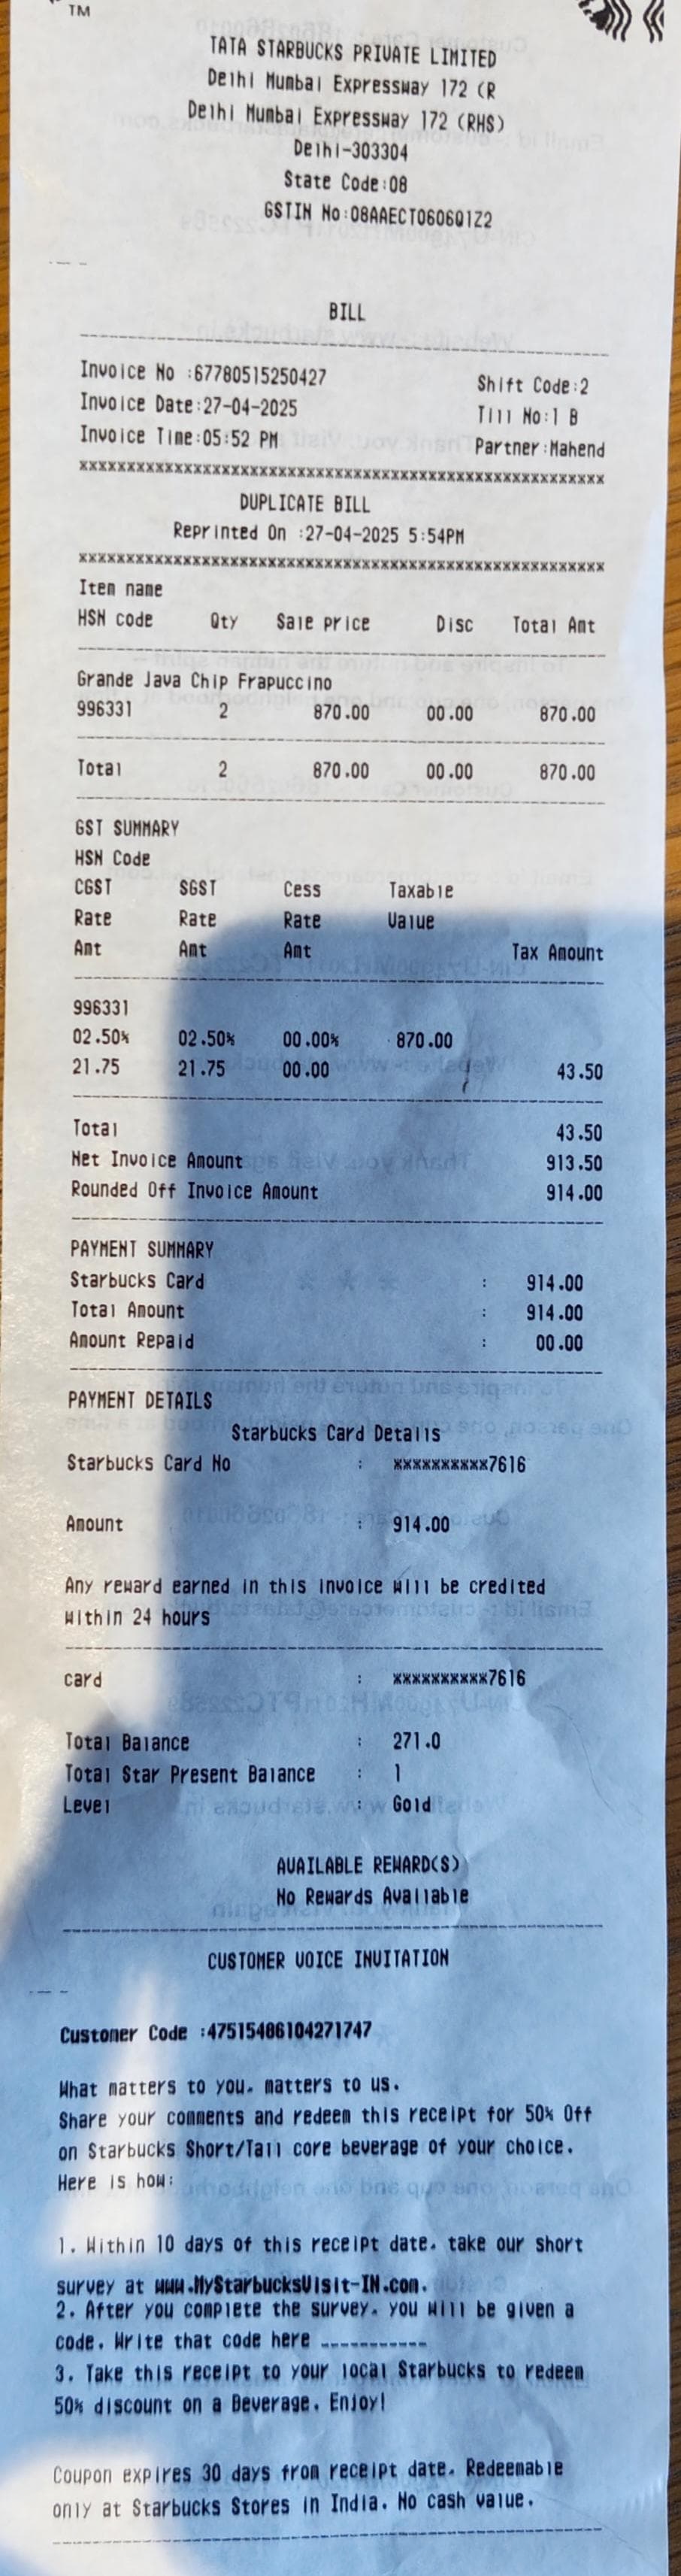 TM
TATA STARBUCKS PRIVATE LIMITED
Delhi Mumbai Expressway 172 (R
Delhi Mumbai Expressway 172 (RHS)
Delhi-303304
State Code:08
GSTIN No:08AAECT0606Q1Z2
BILL
Invoice No :67780515250427
Shift Code:2
Invoice Date:27-04-2025
Till No:1 B
Invoice Time:05:52 PM
Partner:Mahend
xxxxxxxxxxxxxxxxxxxxxxxxxxxxxxxxxxxxxxxxxxxxxxxxxxxxxxx
DUPLICATE BILL
Reprinted On :27-04-2025 5:54PM
xxxxxxxxxxxxxxxxxxxxxxxxxxxxxxxxxxxxxxxxxxxxxxxxxxxxxxx
Item name
HSN code Qty Sale price Disc Total Amt
Grande Java Chip Frapuccino
996331 2 870.00 00.00 870.00
Total 2 870.00 00.00 870.00
GST SUMMARY
HSN Code
CGST SGST Cess Taxable
Rate Rate Rate Value
Amt Amt Amt Tax Amount
996331
02.50% 02.50% 00.00% 870.00
21.75 21.75 00.00 43.50
Total 43.50
Net Invoice Amount 913.50
Rounded Off Invoice Amount 914.00
PAYMENT SUMMARY
Starbucks Card : 914.00
Total Amount : 914.00
Amount Repaid : 00.00
PAYMENT DETAILS
Starbucks Card Details
Starbucks Card No : xxxxxxxxxx7616
Amount : 914.00
Any reward earned in this invoice will be credited
within 24 hours
card : xxxxxxxxxx7616
Total Balance : 271.0
Total Star Present Balance : 1
Level : Gold
AVAILABLE REWARD(S)
No Rewards Available
CUSTOMER VOICE INVITATION
Customer Code :47515486104271747
What matters to you, matters to us.
Share your comments and redeem this receipt for 50% Off
on Starbucks Short/Tall core beverage of your choice.
Here is how:
1. Within 10 days of this receipt date, take our short
survey at www.MyStarbucksVisit-IN.com.
2. After you complete the survey, you will be given a
code. Write that code here -----------
3. Take this receipt to your local Starbucks to redeem
50% discount on a Beverage. Enjoy!
Coupon expires 30 days from receipt date. Redeemable
only at Starbucks Stores in India. No cash value.